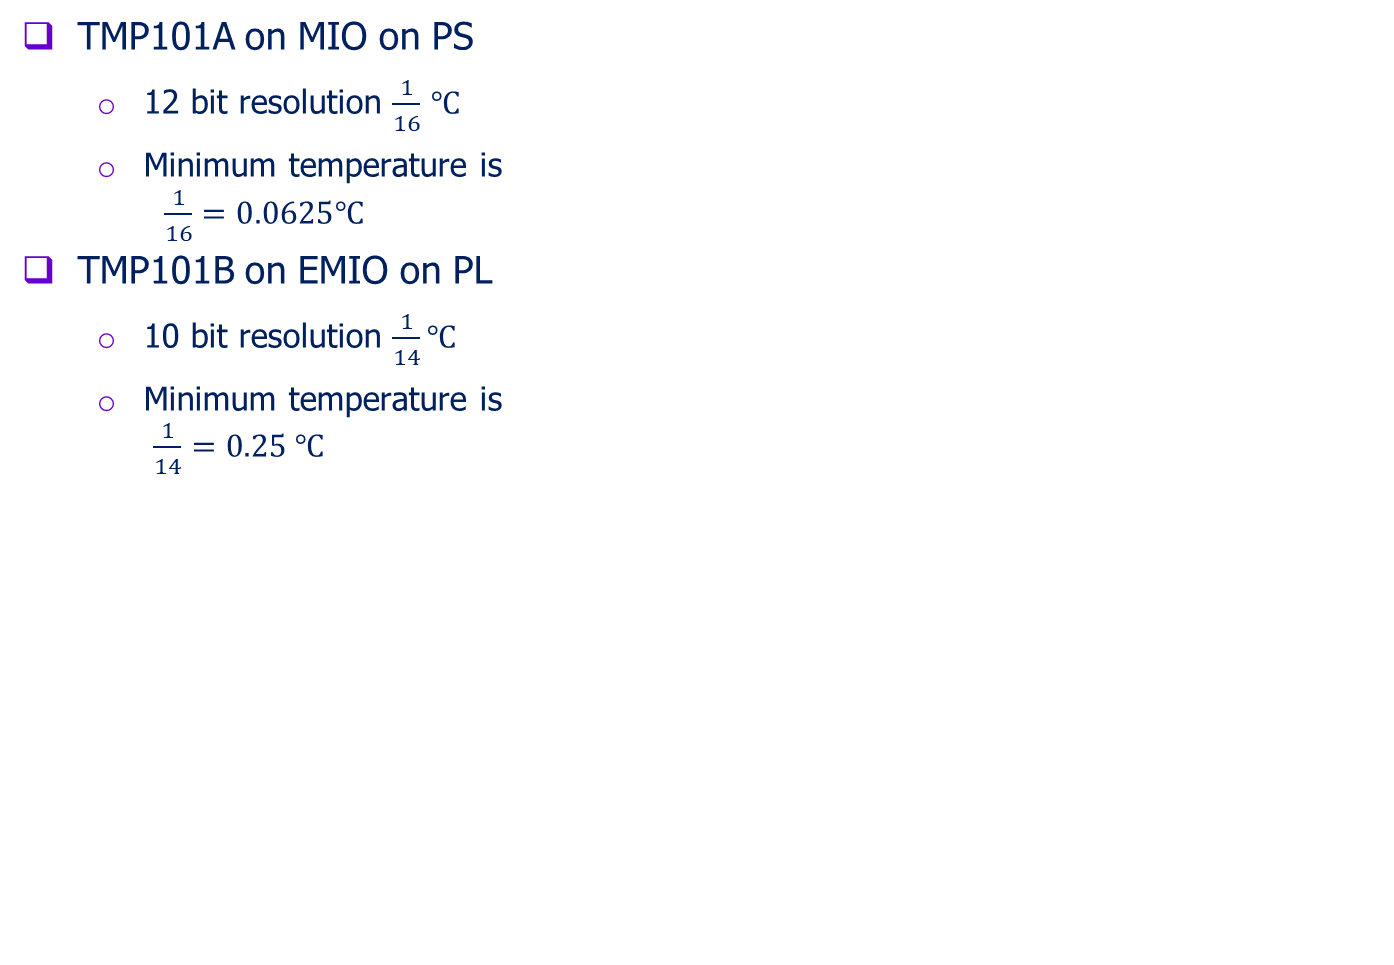 ❑ TMP101A on MIO on PS
○ 12 bit resolution 1/16 °C
○ Minimum temperature is
1/16 = 0.0625°C
❑ TMP101B on EMIO on PL
○ 10 bit resolution 1/14 °C
○ Minimum temperature is
1/14 = 0.25 °C